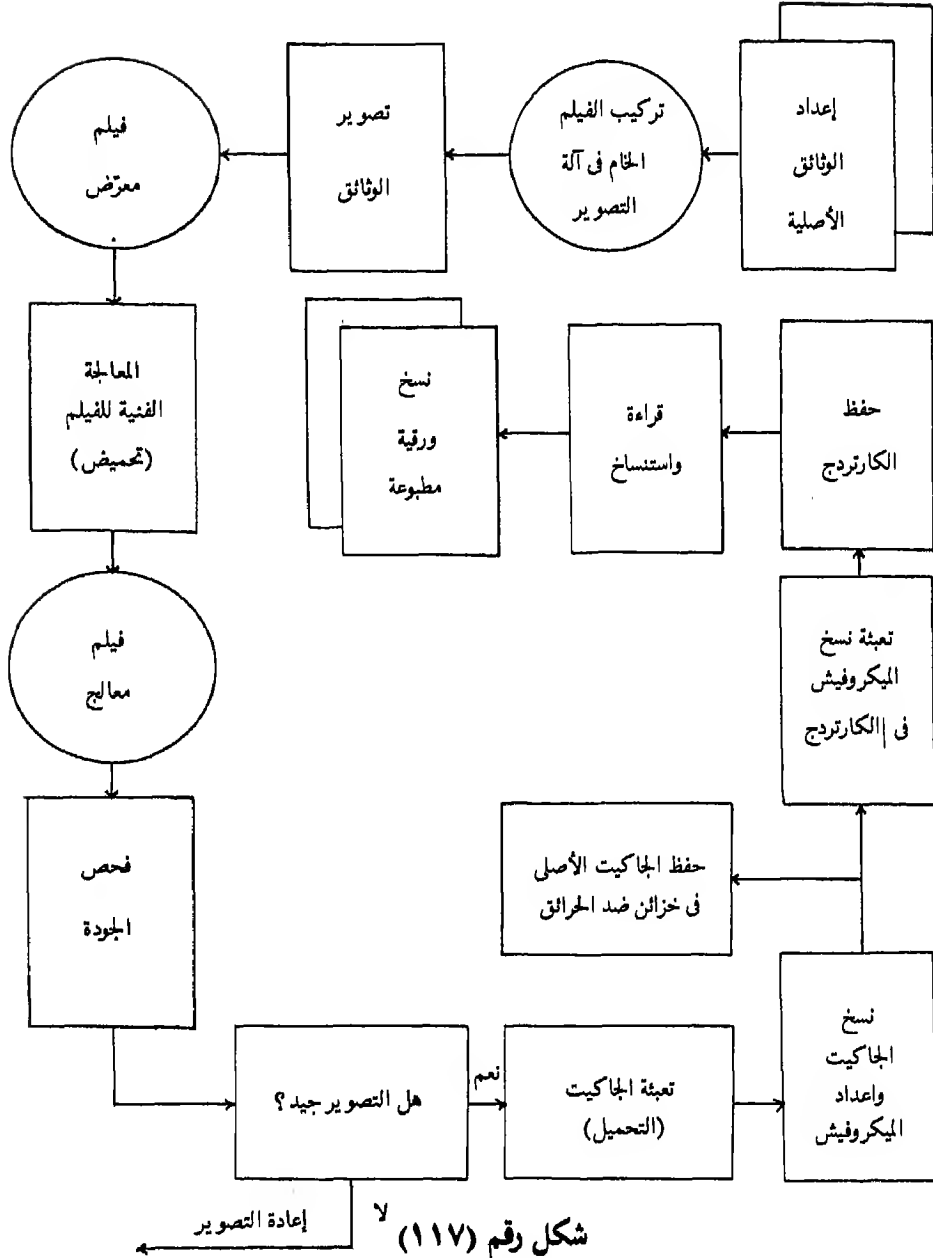 إعداد
الوثائق
الأصلية
تركيب الفيلم
الخام فى آلة
التصوير
تصوير
الوثائق
فيلم
معرّض
المعالجة
الفنية للفيلم
(تحميض)
فيلم
معالج
فحص
الجودة
هل التصوير جيد؟
لا
إعادة التصوير
نعم
تعبئة الجاكيت
(التحميل)
نسخ
الجاكيت
واعداد
الميكروفيش
حفظ الجاكيت الأصلى
فى خزائن ضد الحرائق
تعبئة نسخ
الميكروفيش
فى الكارتردج
حفظ
الكارتردج
قراءة
واستنساخ
نسخ
ورقية
مطبوعة
شكل رقم (١١٧)